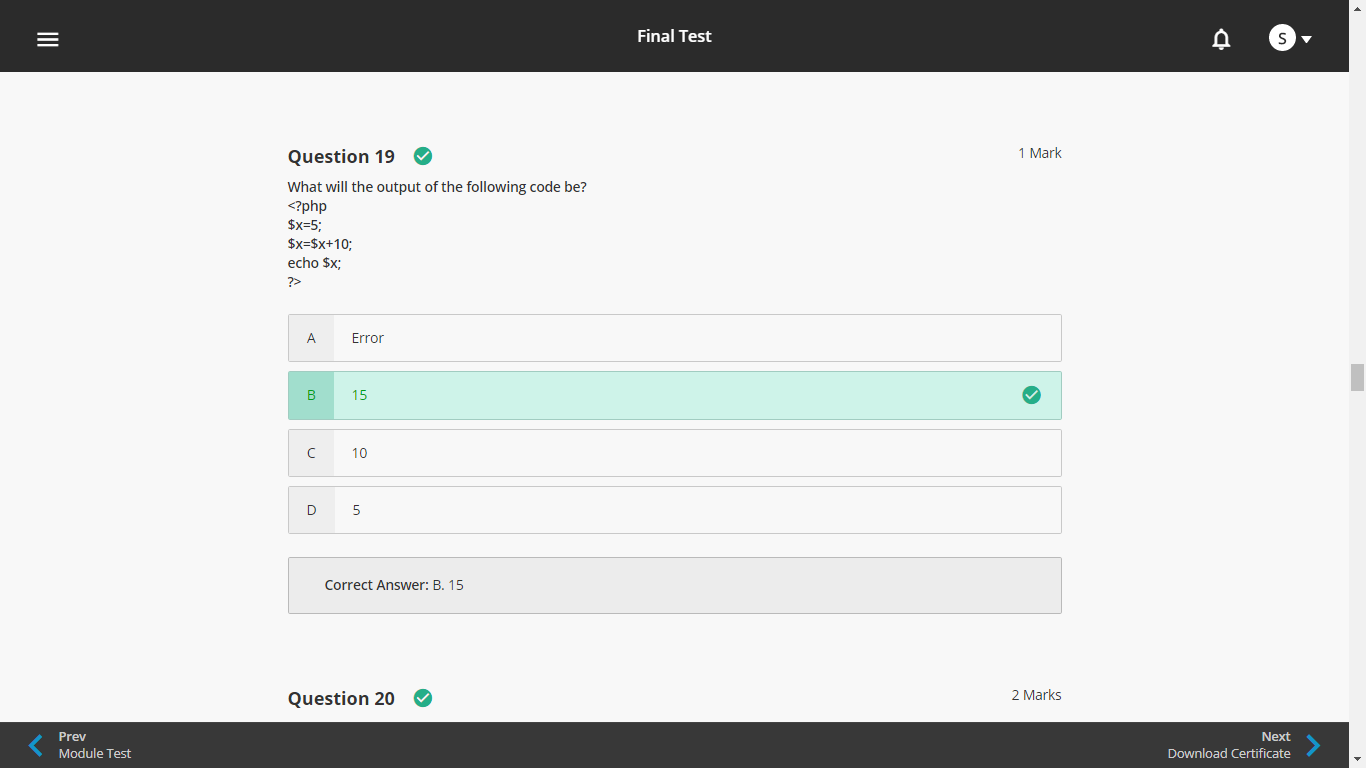 Final Test
S
Question 19
1 Mark
What will the output of the following code be?
<?php
$x=5;
$x=$x+10;
echo $x;
?>
A Error
B 15
C 10
D 5
Correct Answer: B. 15
Question 20
2 Marks
Prev
Module Test
Next
Download Certificate